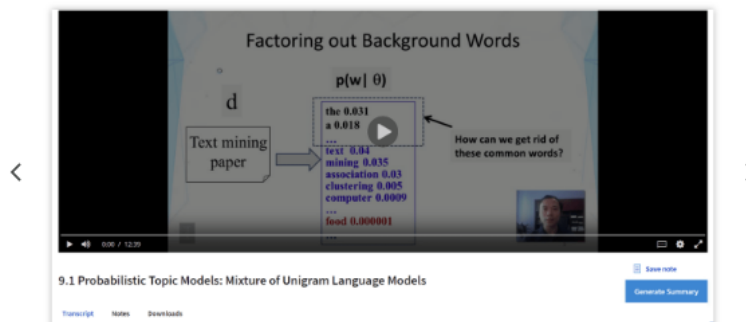 Factoring out Background Words
p(w| θ)
d
Text mining
paper
the 0.031
a 0.018
...
text 0.04
mining 0.035
association 0.03
clustering 0.005
computer 0.0009
...
food 0.000001
...
How can we get rid of
these common words?
0:00 / 12:39
9.1 Probabilistic Topic Models: Mixture of Unigram Language Models
Save note
Generate Summary
Transcript Notes Downloads